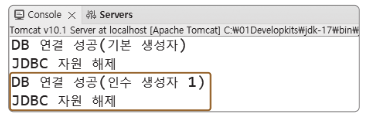 Console × Servers
Tomcat v10.1 Server at localhost [Apache Tomcat] C:₩01Developkits₩jdk-17₩bin₩
DB 연결 성공(기본 생성자)
JDBC 자원 해제
DB 연결 성공(인수 생성자 1)
JDBC 자원 해제